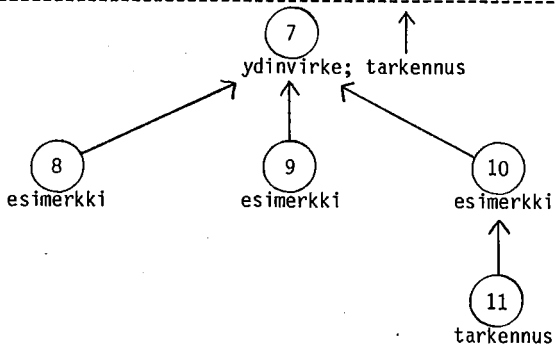 7
ydinvirke; tarkennus
8 9 10
esimerkki esimerkki esimerkki
11
tarkennus